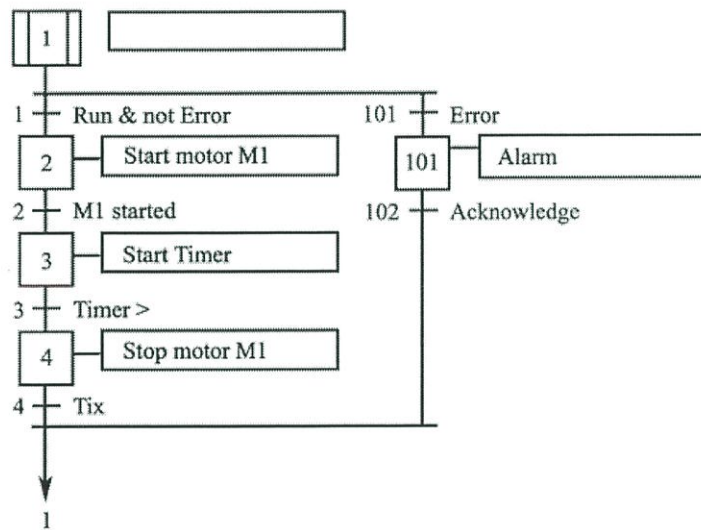 1
1 Run & not Error
101 Error
2 Start motor M1
101 Alarm
2 M1 started
102 Acknowledge
3 Start Timer
3 Timer >
4 Stop motor M1
4 Tix
1